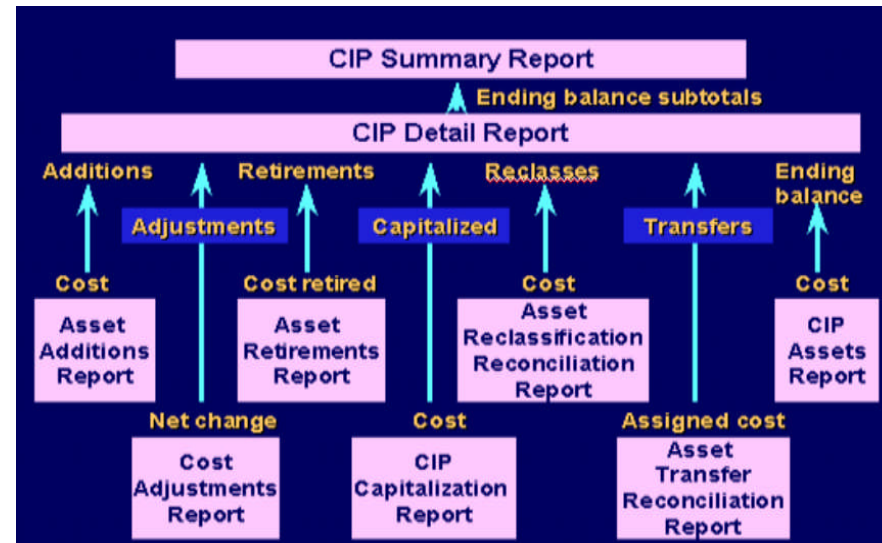 CIP Summary Report
Ending balance subtotals
CIP Detail Report
Additions
Retirements
Reclasses
Ending
balance
Adjustments
Capitalized
Transfers
Cost
Asset
Additions
Report
Cost retired
Asset
Retirements
Report
Cost
Asset
Reclassification
Reconciliation
Report
Cost
CIP
Assets
Report
Net change
Cost
Adjustments
Report
Cost
CIP
Capitalization
Report
Assigned cost
Asset
Transfer
Reconciliation
Report